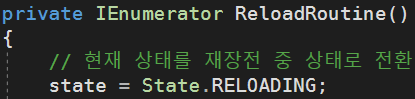 private IEnumerator ReloadRoutine()
{
// 현재 상태를 재장전 중 상태로 전환
state = State.RELOADING;